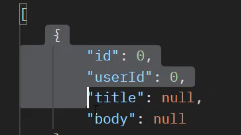 [
{
"id": 0,
"userId": 0,
"title": null,
"body": null
}